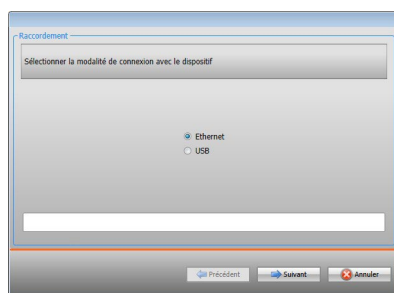 Raccordement
Sélectionner la modalité de connexion avec le dispositif
Ethernet
USB
Précédent
Suivant
Annuler